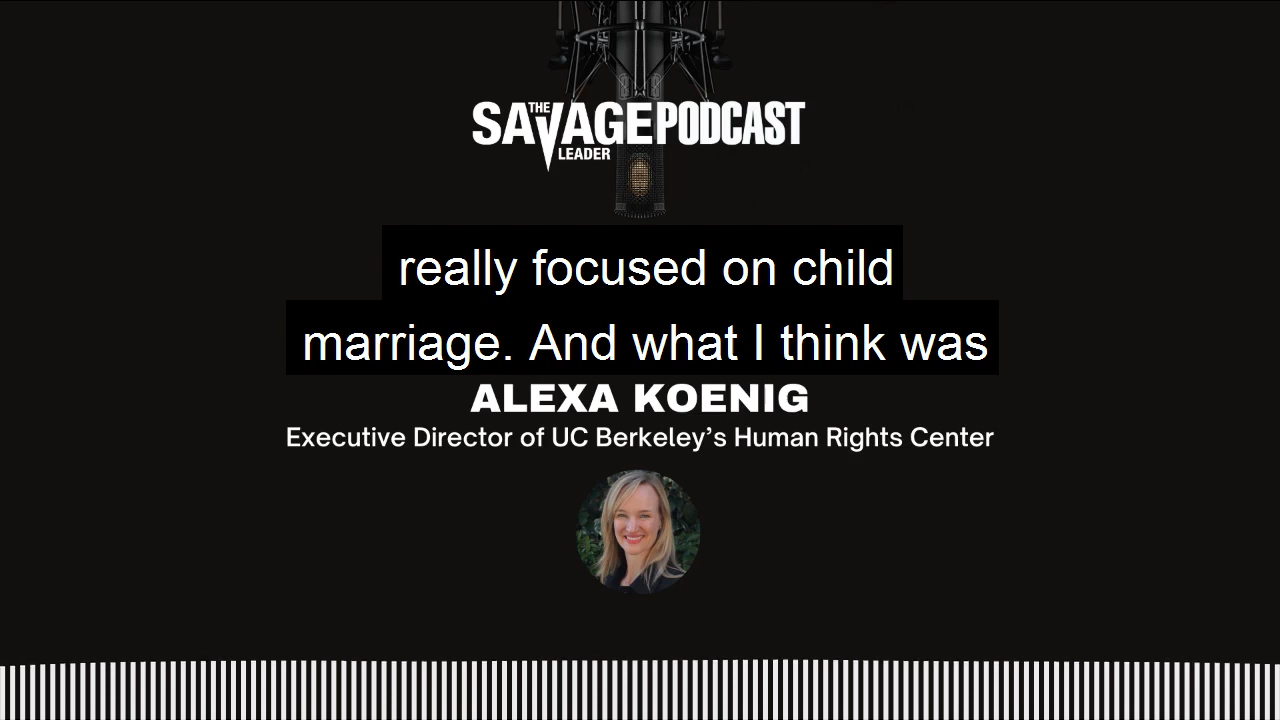 THE SAVAGE LEADER PODCAST
really focused on child
marriage. And what I think was
ALEXA KOENIG
Executive Director of UC Berkeley’s Human Rights Center